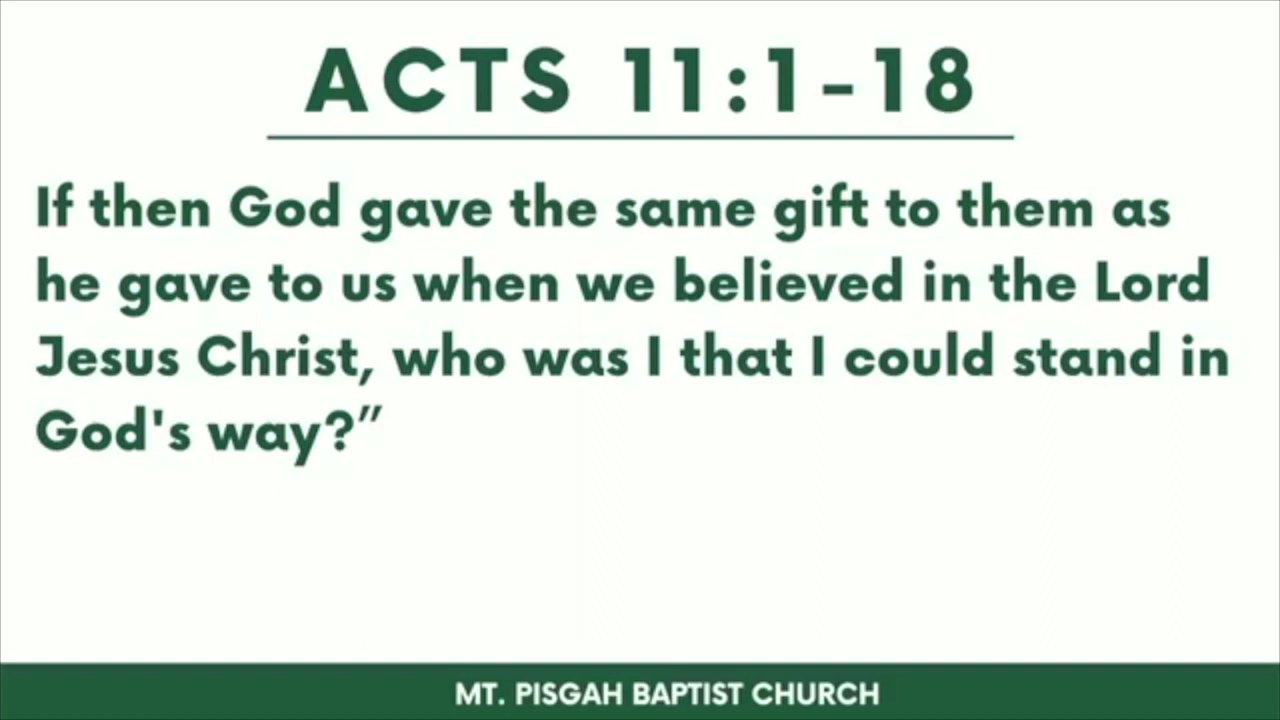 ACTS 11:1-18
If then God gave the same gift to them as
he gave to us when we believed in the Lord
Jesus Christ, who was I that I could stand in
God's way?”
MT. PISGAH BAPTIST CHURCH